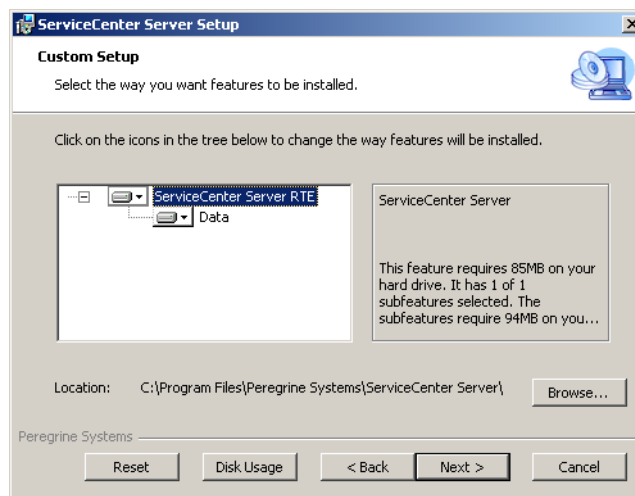 ServiceCenter Server Setup
Custom Setup
Select the way you want features to be installed.
Click on the icons in the tree below to change the way features will be installed.
ServiceCenter Server RTE
Data
ServiceCenter Server
This feature requires 85MB on your
hard drive. It has 1 of 1
subfeatures selected. The
subfeatures require 94MB on you...
Location: C:\Program Files\Peregrine Systems\ServiceCenter Server\ Browse...
Peregrine Systems
Reset Disk Usage < Back Next > Cancel